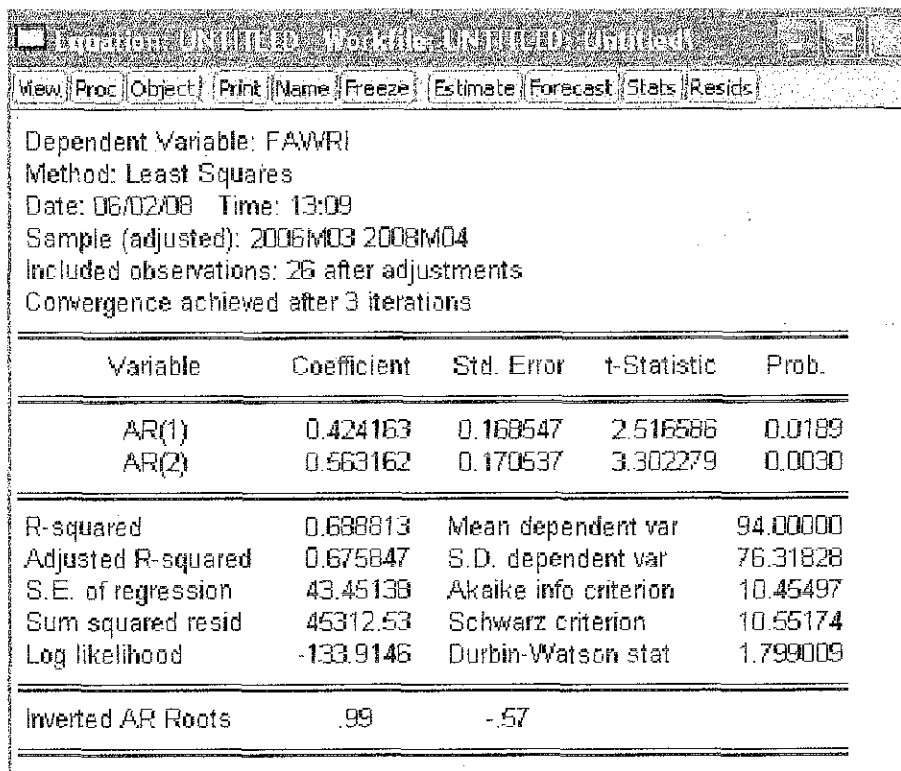 Equation: UNTITLED Workfile: UNTITLED: Untitled\
View Proc Object Print Name Freeze Estimate Forecast Stats Resids
Dependent Variable: FAWRI
Method: Least Squares
Date: 06/02/08 Time: 13:09
Sample (adjusted): 2006M03 2008M04
Included observations: 26 after adjustments
Convergence achieved after 3 iterations
Variable Coefficient Std. Error t-Statistic Prob.
AR(1) 0.424163 0.168547 2.516586 0.0189
AR(2) 0.563162 0.170537 3.302279 0.0030
R-squared 0.688813 Mean dependent var 94.00000
Adjusted R-squared 0.675847 S.D. dependent var 76.31828
S.E. of regression 43.45138 Akaike info criterion 10.45497
Sum squared resid 45312.53 Schwarz criterion 10.55174
Log likelihood -133.9146 Durbin-Watson stat 1.799009
Inverted AR Roots .99 -.57